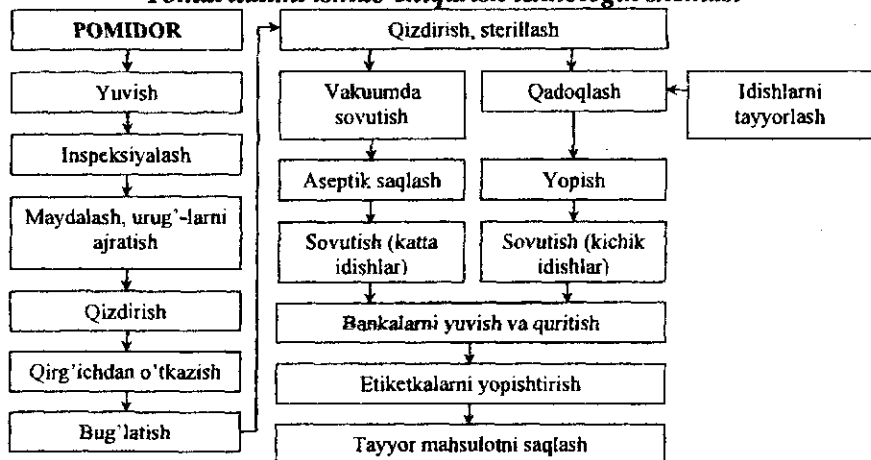 POMIDOR
Yuvish
Inspeksiyalash
Maydalash, urug'-larni
ajratish
Qizdirish
Qirg'ichdan o'tkazish
Bug'latish
Qizdirish, sterillash
Vakuumda
sovutish
Aseptik saqlash
Sovutish (katta
idishlar)
Qadoqlash
Yopish
Sovutish (kichik
idishlar)
Idishlarni
tayyorlash
Bankalarni yuvish va quritish
Etiketkalarni yopishtirish
Tayyor mahsulotni saqlash